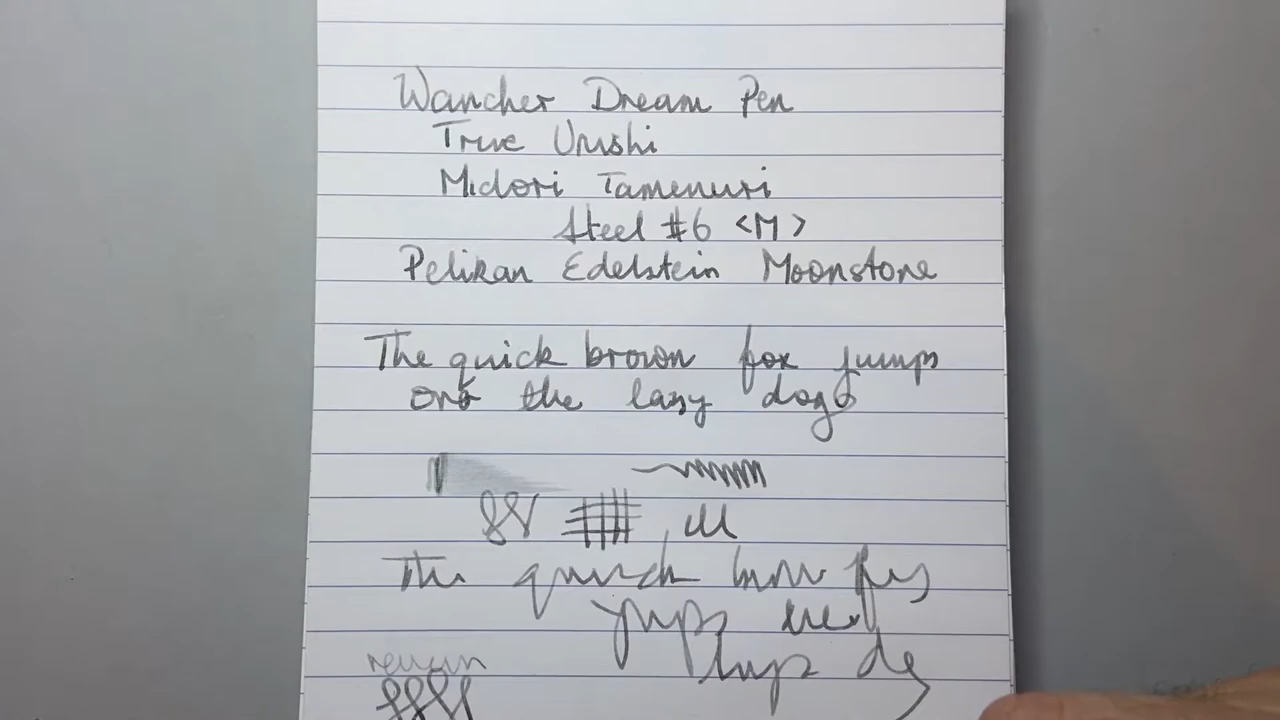 Wancher Dream Pen
True Urushi
Midori Tamenuri
Steel #6 <M>
Pelikan Edelstein Moonstone
The quick brown fox jumps
over the lazy dog
The quick brown fox
jumps over
lazy dog